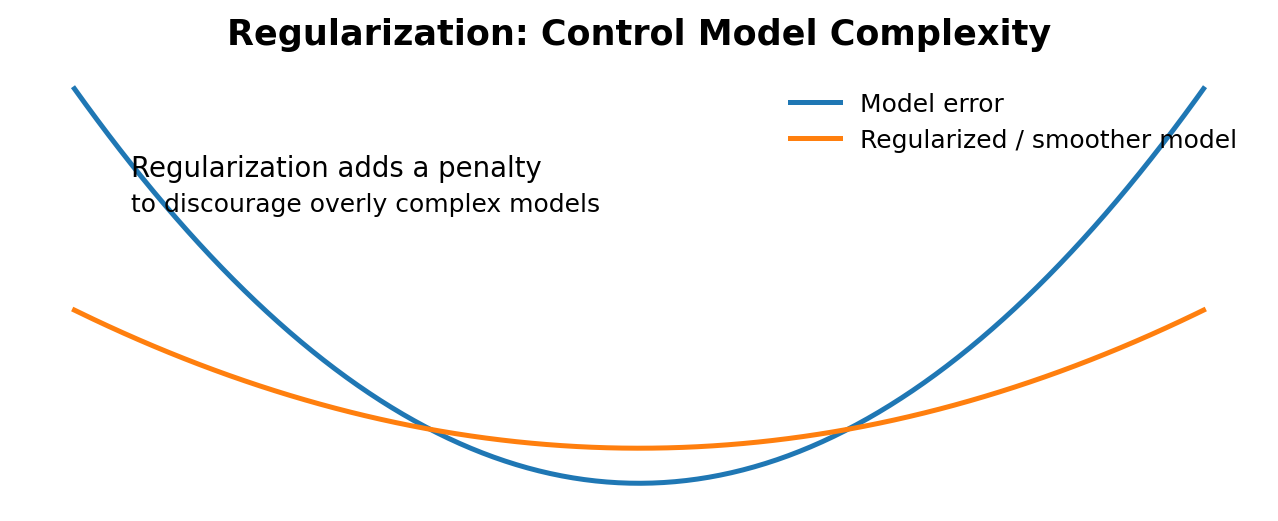 Regularization: Control Model Complexity
Model error
Regularized / smoother model
Regularization adds a penalty
to discourage overly complex models